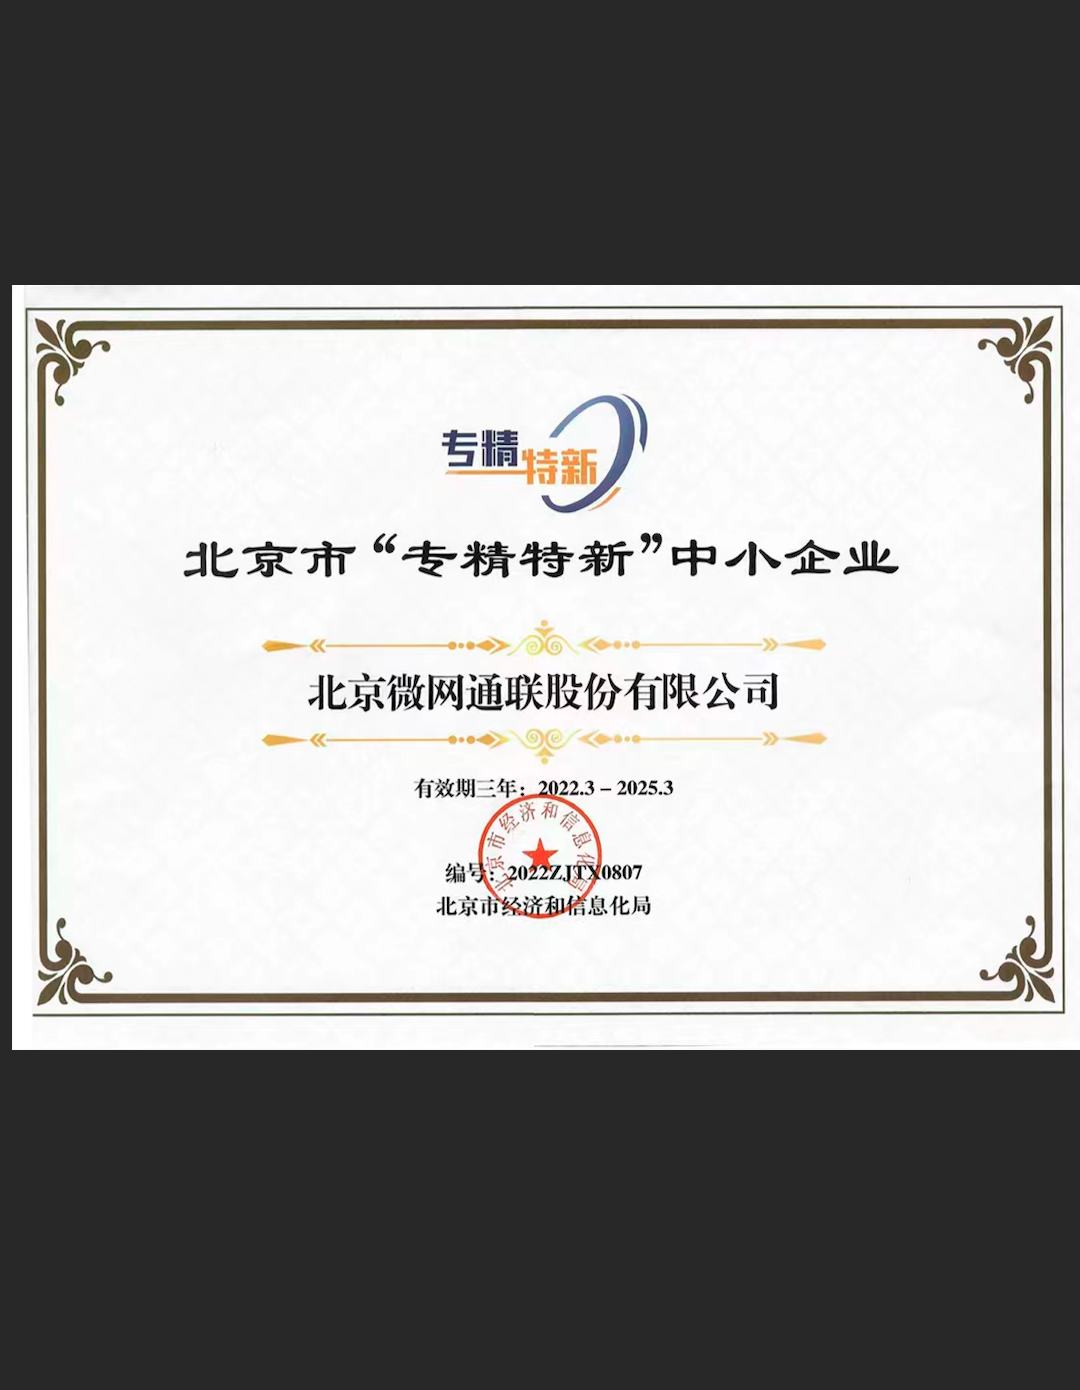 专精
特新
北京市“专精特新”中小企业
北京微网通联股份有限公司
有效期三年：2022.3 – 2025.3
北京市经济和信息化局
编号：2022ZJTX0807
北京市经济和信息化局